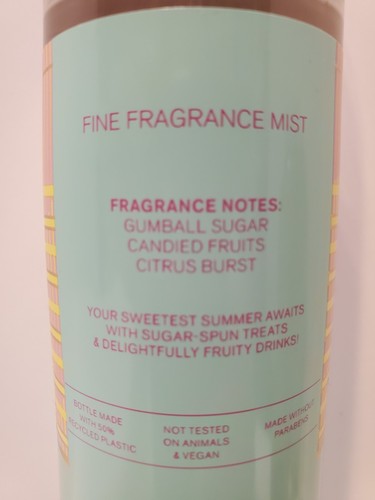 FINE FRAGRANCE MIST
FRAGRANCE NOTES:
GUMBALL SUGAR
CANDIED FRUITS
CITRUS BURST
YOUR SWEETEST SUMMER AWAITS
WITH SUGAR-SPUN TREATS
& DELIGHTFULLY FRUITY DRINKS!
BOTTLE MADE
WITH 50%
RECYCLED PLASTIC
NOT TESTED
ON ANIMALS
& VEGAN
MADE WITHOUT
PARABENS